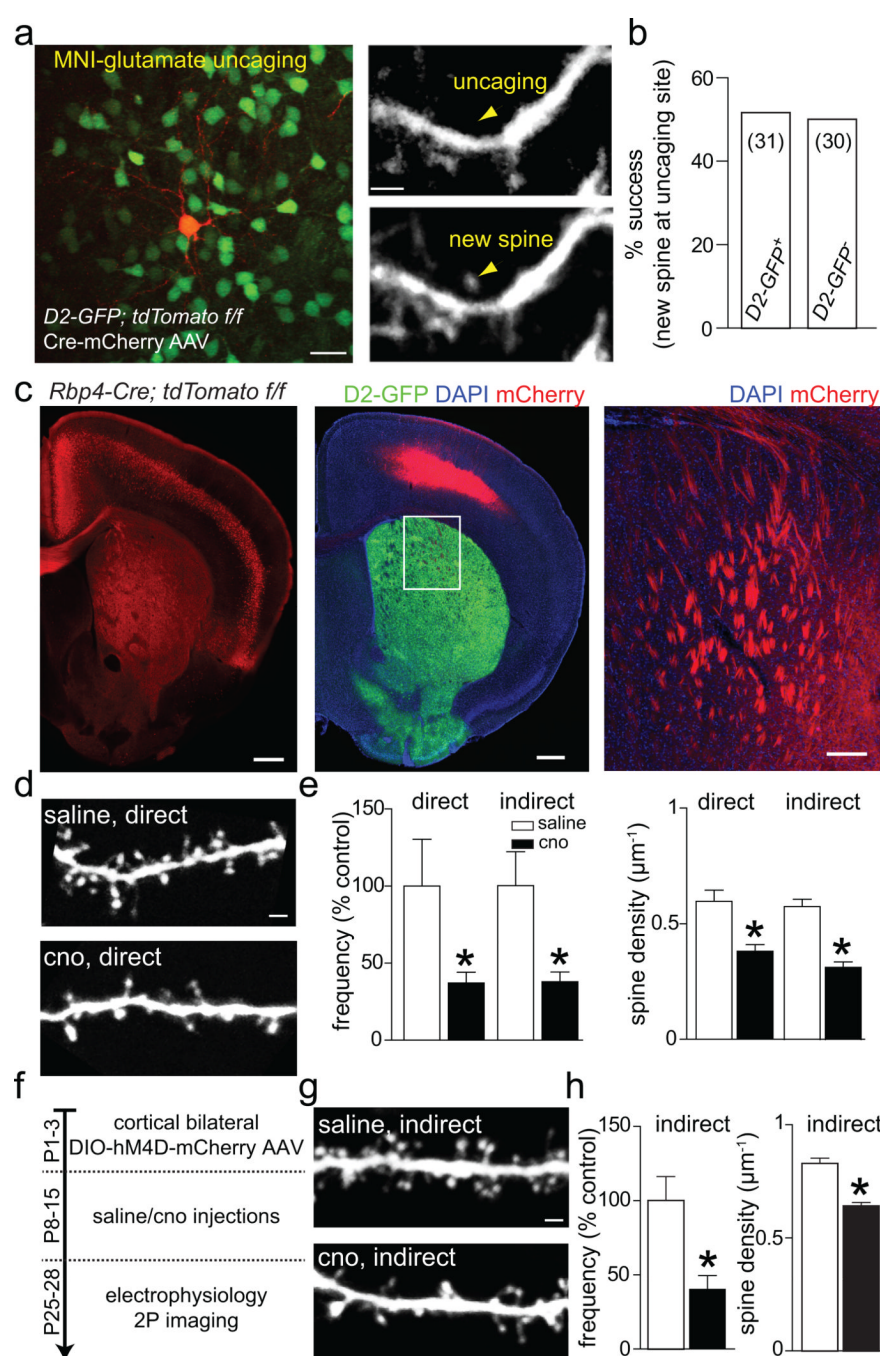 a
MNI-glutamate uncaging
D2-GFP; tdTomato f/f
Cre-mCherry AAV
uncaging
new spine
b
% success
(new spine at uncaging site)
60
40
20
0
(31)
(30)
D2-GFP+
D2-GFP-
c
Rbp4-Cre; tdTomato f/f
D2-GFP DAPI mCherry
DAPI mCherry
d
saline, direct
cno, direct
e
frequency (% control)
150
100
50
0
direct
indirect
saline
cno
*
*
spine density (µm⁻¹)
1
0.5
0
direct
indirect
*
*
f
P1-3
cortical bilateral
DIO-hM4D-mCherry AAV
P8-15
saline/cno injections
P25-28
electrophysiology
2P imaging
g
saline, indirect
cno, indirect
h
frequency (% control)
150
100
50
0
indirect
*
spine density (µm⁻¹)
1
0.5
0
indirect
*